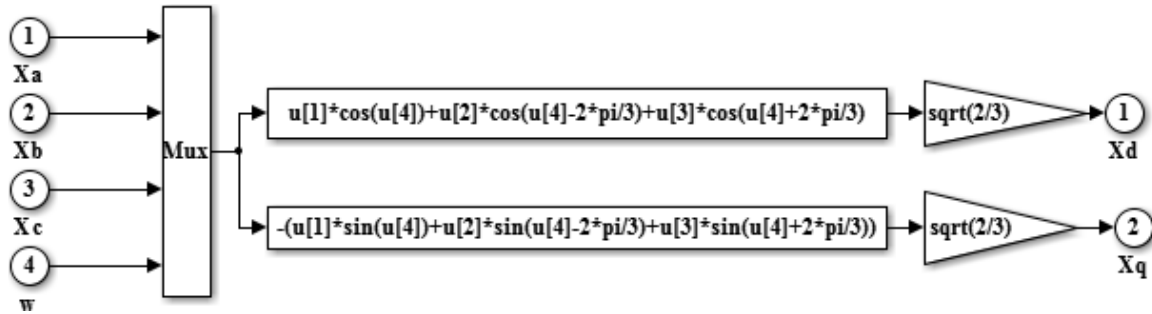 1
Xa
2
Xb
3
Xc
4
W
Mux
u[1]*cos(u[4])+u[2]*cos(u[4]-2*pi/3)+u[3]*cos(u[4]+2*pi/3)
sqrt(2/3)
1
Xd
-(u[1]*sin(u[4])+u[2]*sin(u[4]-2*pi/3)+u[3]*sin(u[4]+2*pi/3))
sqrt(2/3)
2
Xq